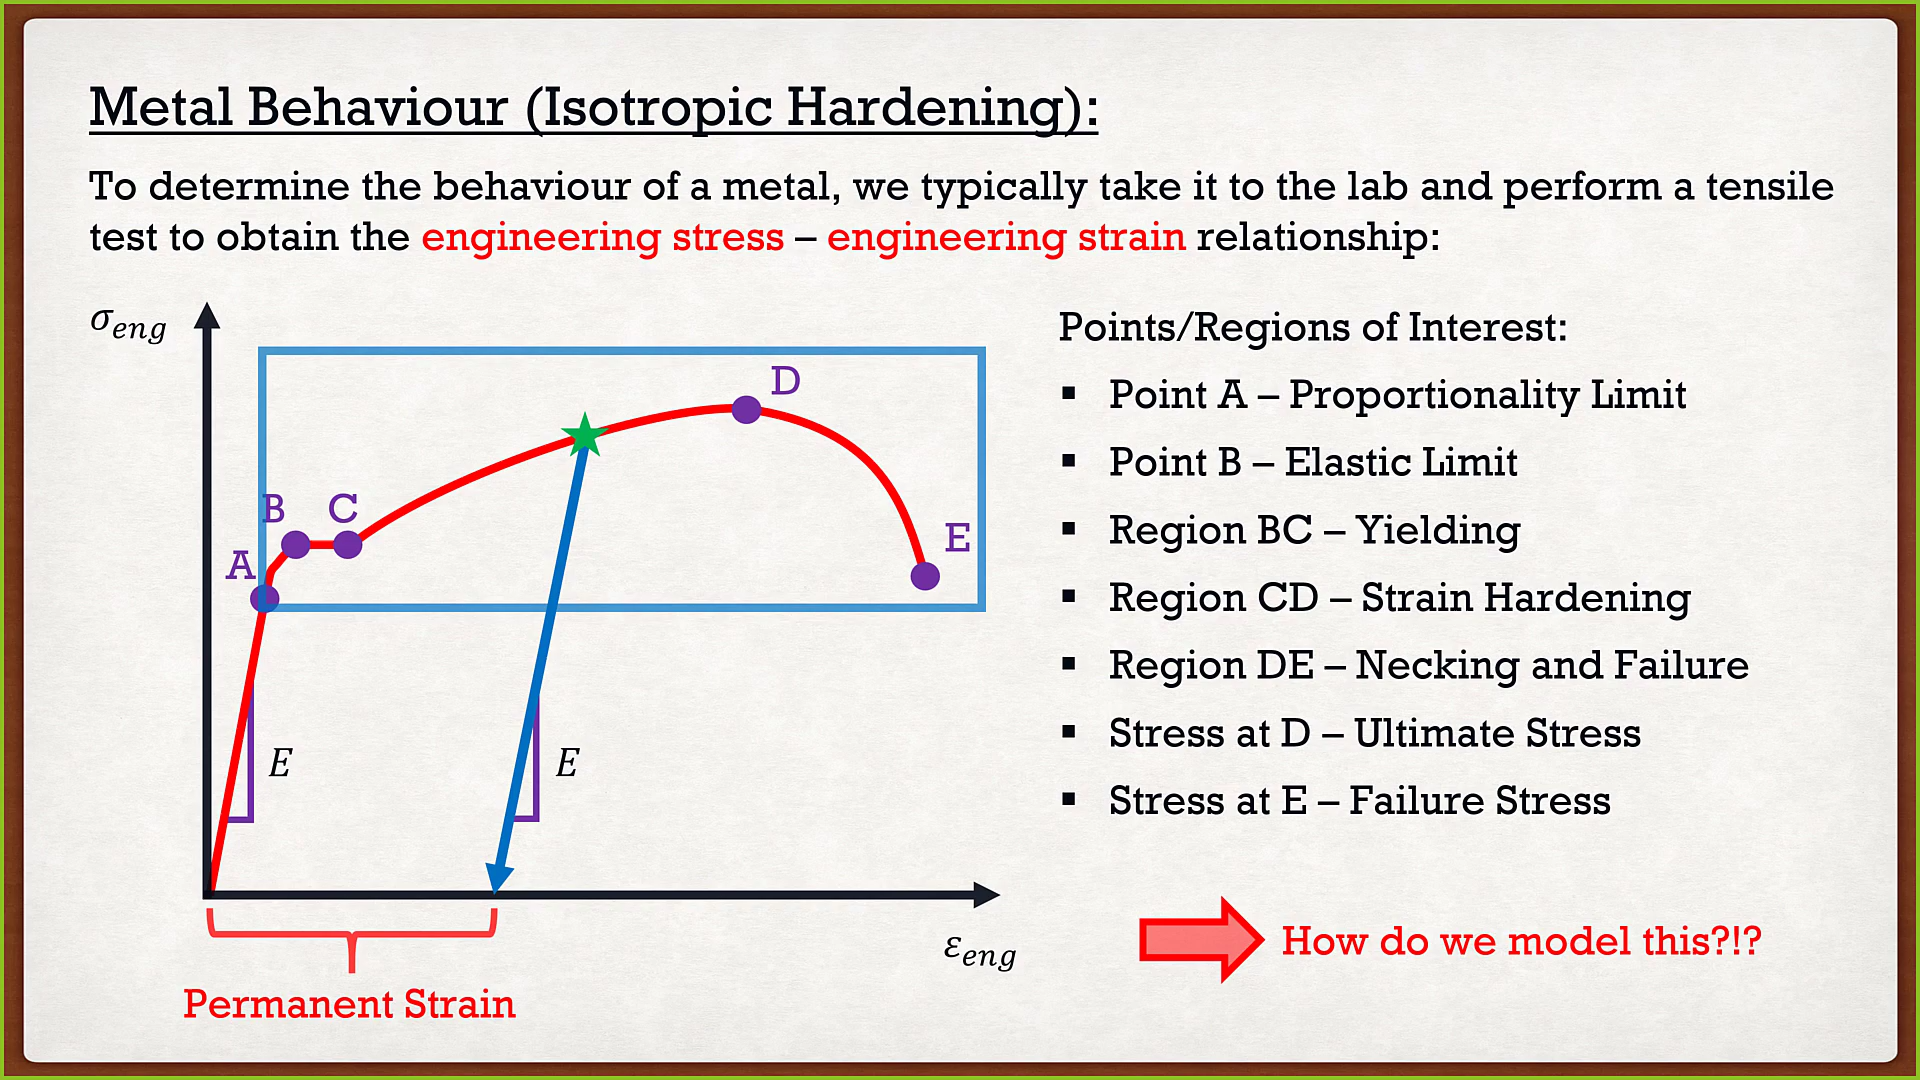 Metal Behaviour (Isotropic Hardening):
To determine the behaviour of a metal, we typically take it to the lab and perform a tensile
test to obtain the engineering stress – engineering strain relationship:
σeng
D
B
C
A
E
E
E
εeng
Permanent Strain
Points/Regions of Interest:
▪ Point A – Proportionality Limit
▪ Point B – Elastic Limit
▪ Region BC – Yielding
▪ Region CD – Strain Hardening
▪ Region DE – Necking and Failure
▪ Stress at D – Ultimate Stress
▪ Stress at E – Failure Stress
How do we model this?!?